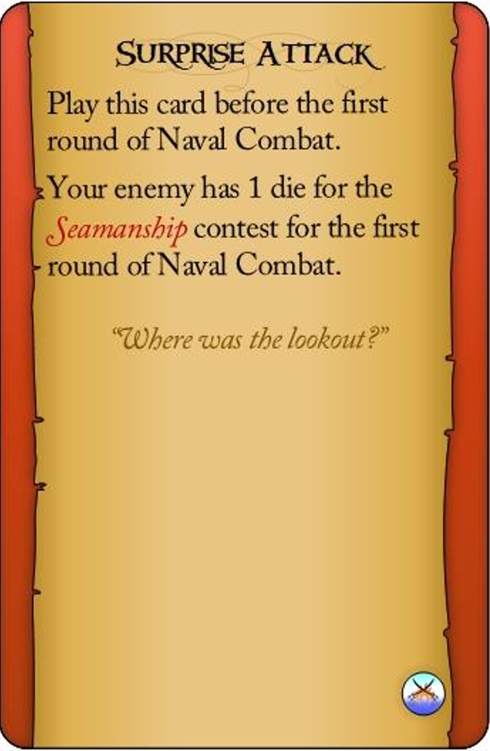 Surprise Attack
Play this card before the first
round of Naval Combat.
Your enemy has 1 die for the
Seamanship contest for the first
round of Naval Combat.
“Where was the lookout?”